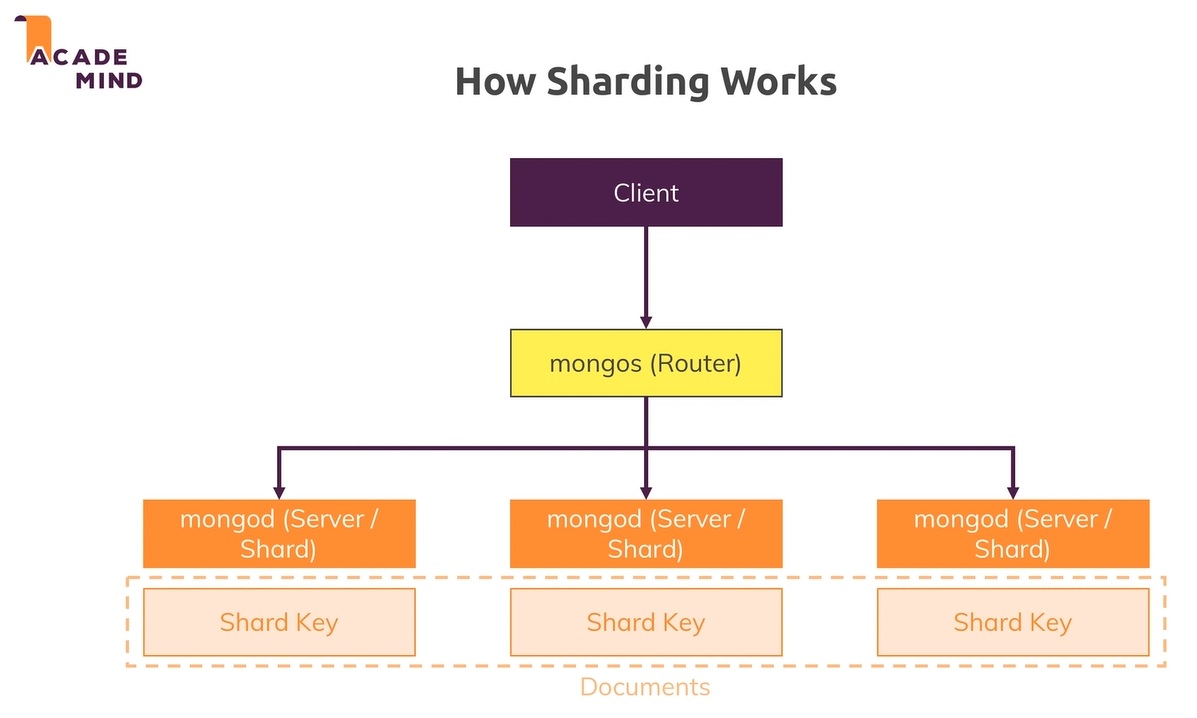 ACADE
MIND
How Sharding Works
Client
mongos (Router)
mongod (Server /
Shard)
mongod (Server /
Shard)
mongod (Server /
Shard)
Shard Key
Shard Key
Shard Key
Documents